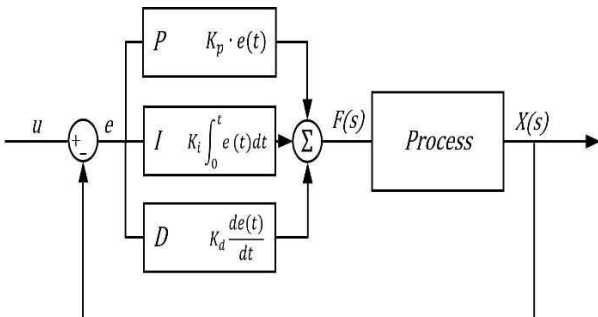 P K_p · e(t)
u
+
−
e
I K_i ∫_0^t e (t)dt
Σ
F(s)
Process
X(s)
D K_d de(t)/dt